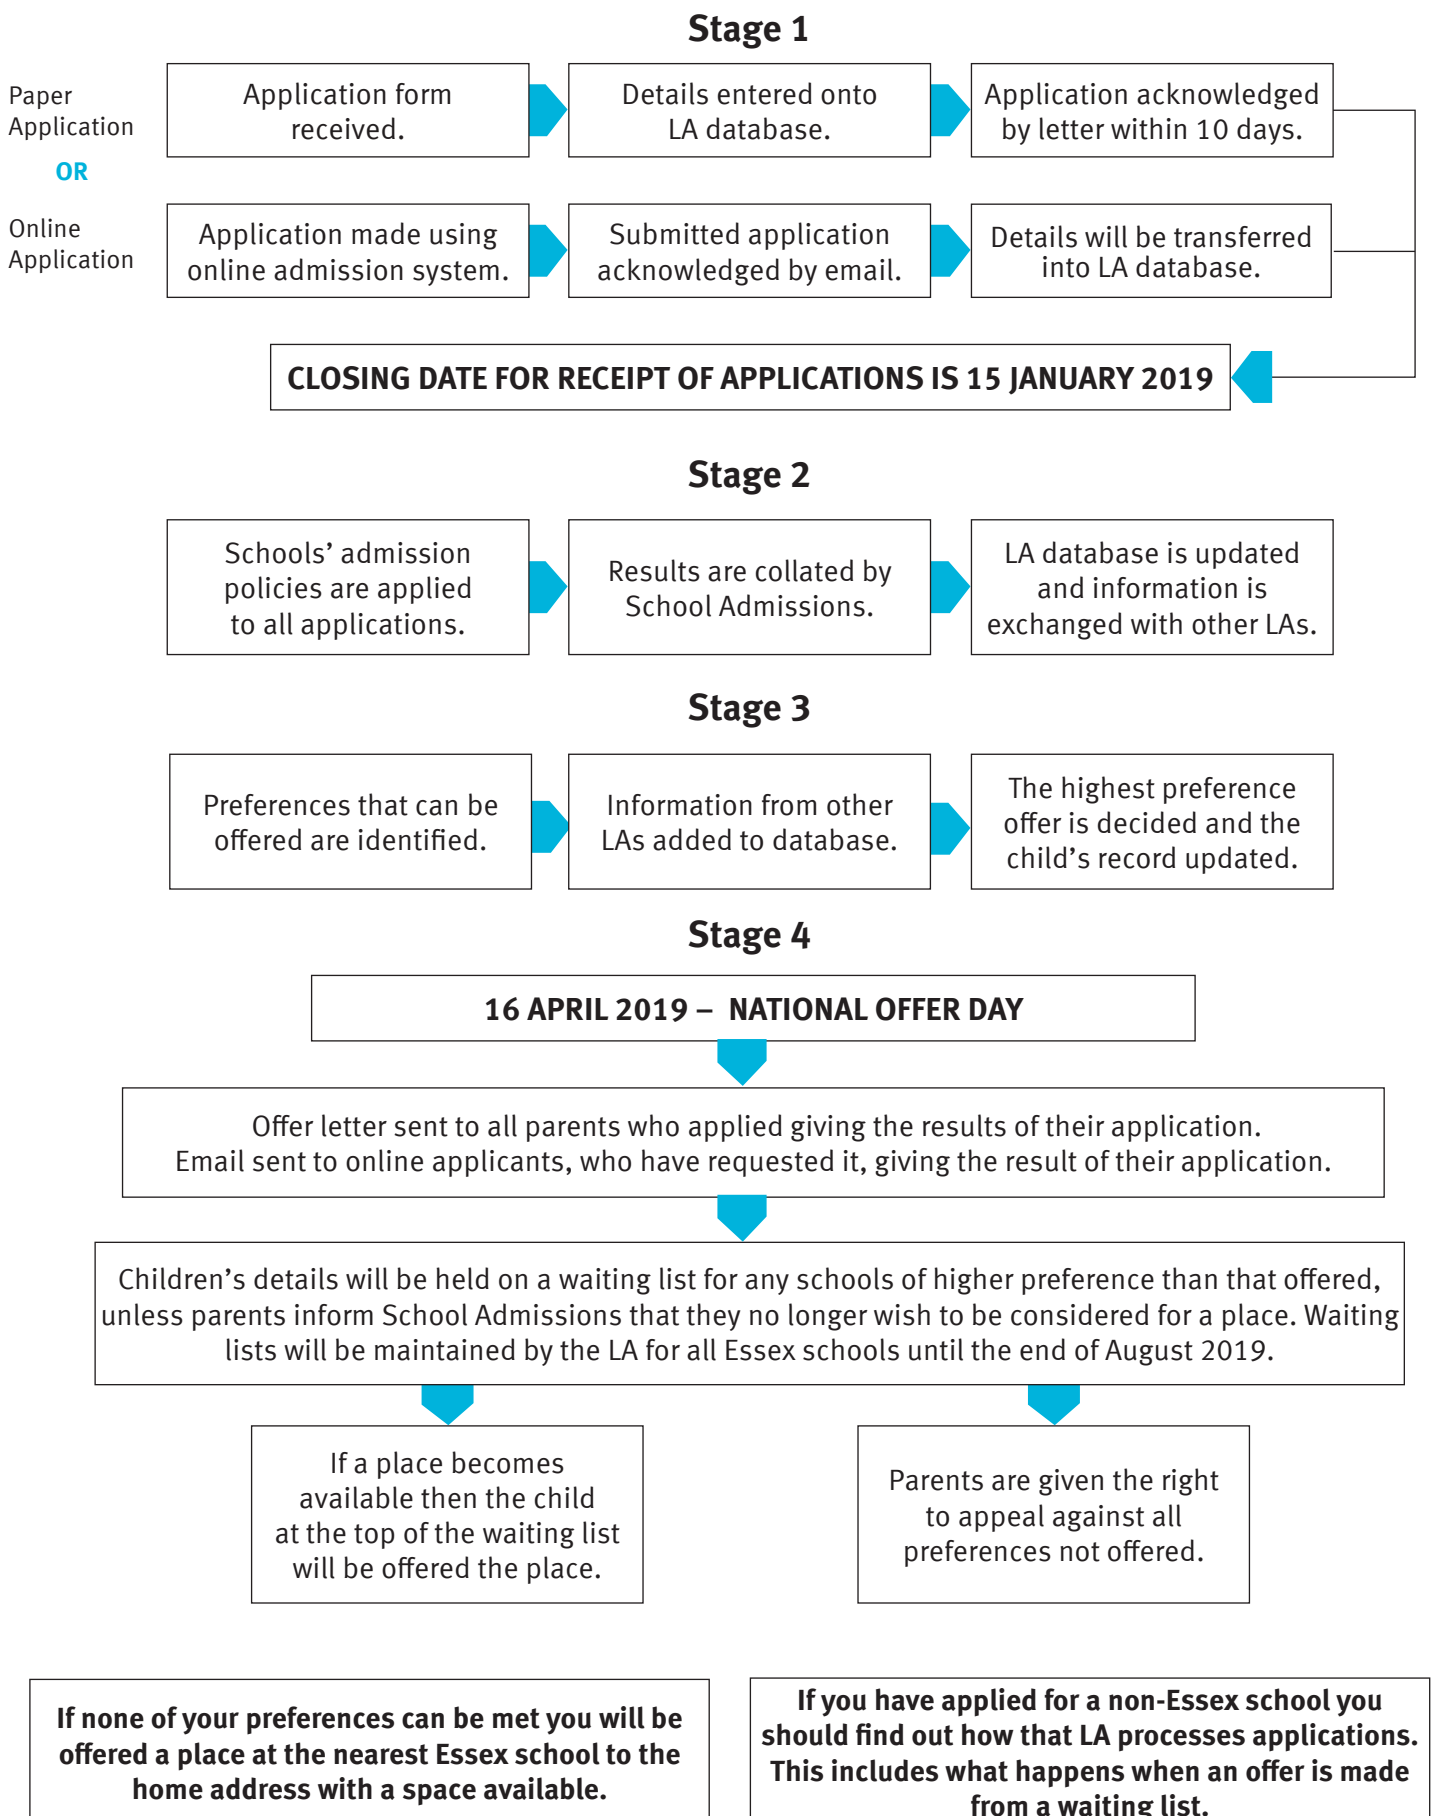 Stage 1
Paper
Application
Application form
received.
Details entered onto
LA database.
Application acknowledged
by letter within 10 days.
OR
Online
Application
Application made using
online admission system.
Submitted application
acknowledged by email.
Details will be transferred
into LA database.
CLOSING DATE FOR RECEIPT OF APPLICATIONS IS 15 JANUARY 2019
Stage 2
Schools’ admission
policies are applied
to all applications.
Results are collated by
School Admissions.
LA database is updated
and information is
exchanged with other LAs.
Stage 3
Preferences that can be
offered are identified.
Information from other
LAs added to database.
The highest preference
offer is decided and the
child’s record updated.
Stage 4
16 APRIL 2019 – NATIONAL OFFER DAY
Offer letter sent to all parents who applied giving the results of their application.
Email sent to online applicants, who have requested it, giving the result of their application.
Children’s details will be held on a waiting list for any schools of higher preference than that offered,
unless parents inform School Admissions that they no longer wish to be considered for a place. Waiting
lists will be maintained by the LA for all Essex schools until the end of August 2019.
If a place becomes
available then the child
at the top of the waiting list
will be offered the place.
Parents are given the right
to appeal against all
preferences not offered.
If none of your preferences can be met you will be
offered a place at the nearest Essex school to the
home address with a space available.
If you have applied for a non-Essex school you
should find out how that LA processes applications.
This includes what happens when an offer is made
from a waiting list.